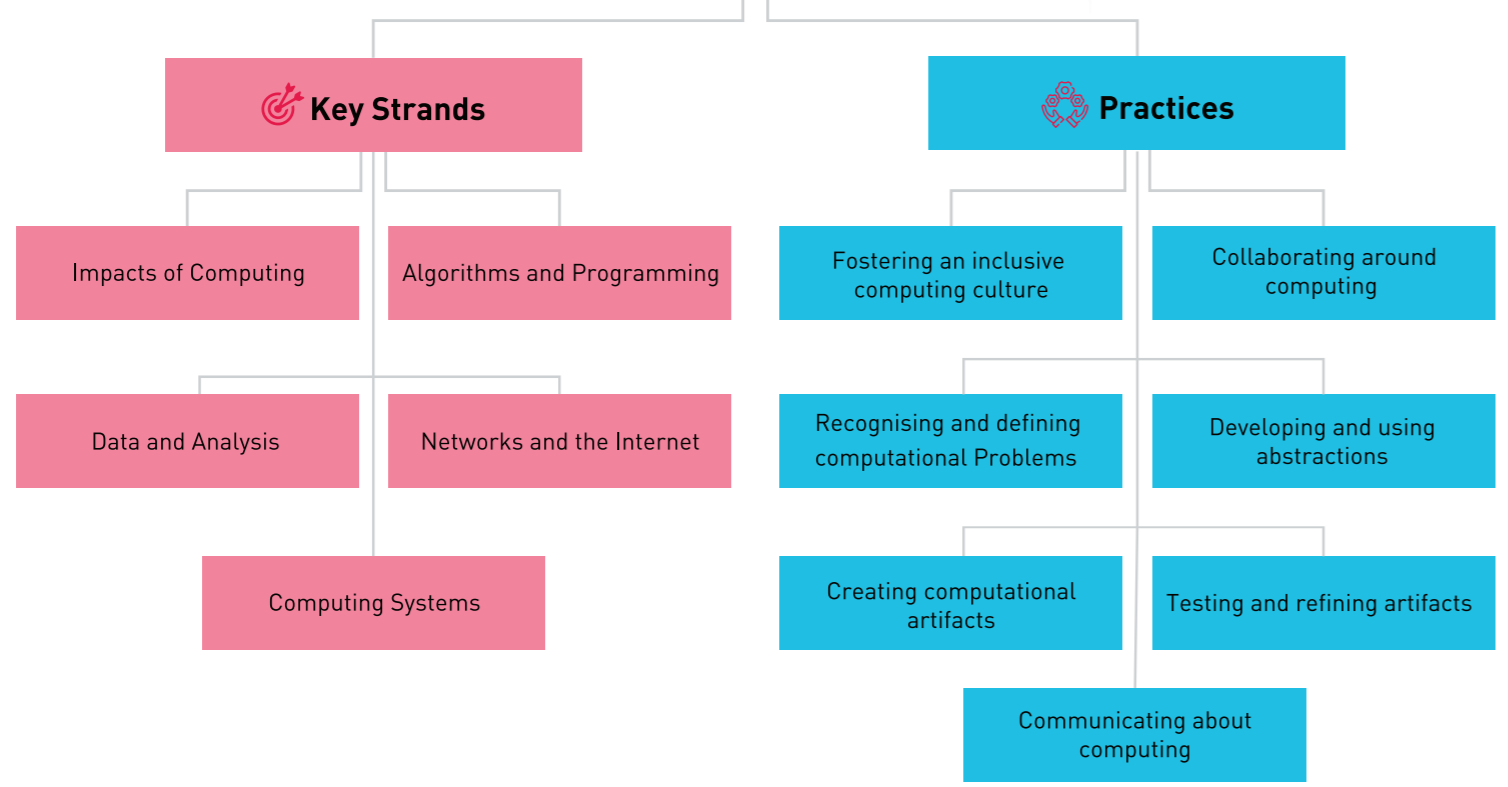 Key Strands
Impacts of Computing
Algorithms and Programming
Data and Analysis
Networks and the Internet
Computing Systems
Practices
Fostering an inclusive
computing culture
Collaborating around
computing
Recognising and defining
computational Problems
Developing and using
abstractions
Creating computational
artifacts
Testing and refining artifacts
Communicating about
computing